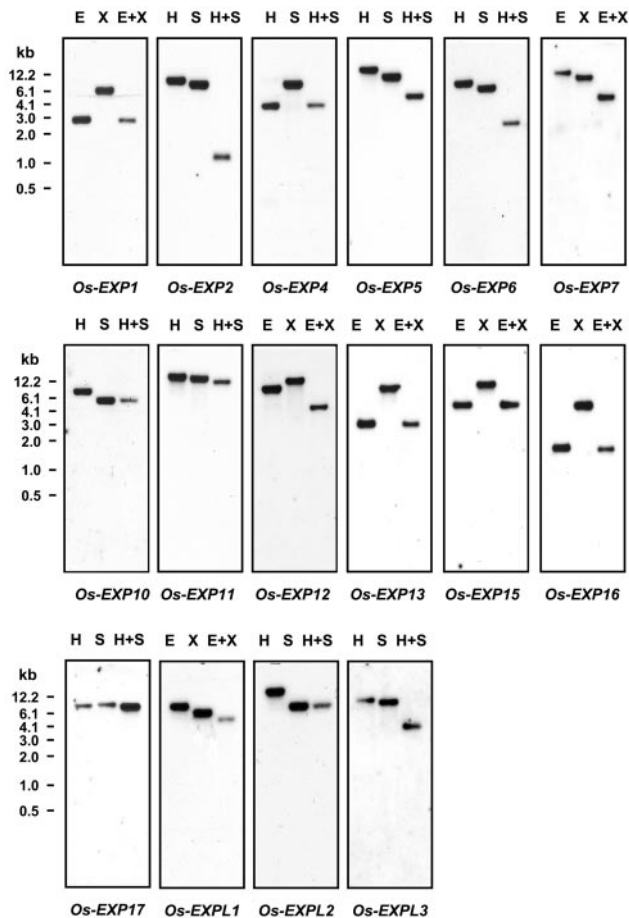 E X E+X H S H+S H S H+S H S H+S H S H+S E X E+X
kb
12.2
6.1
4.1
3.0
2.0
1.0
0.5
Os-EXP1 Os-EXP2 Os-EXP4 Os-EXP5 Os-EXP6 Os-EXP7
H S H+S H S H+S E X E+X E X E+X E X E+X E X E+X
kb
12.2
6.1
4.1
3.0
2.0
1.0
0.5
Os-EXP10 Os-EXP11 Os-EXP12 Os-EXP13 Os-EXP15 Os-EXP16
H S H+S E X E+X H S H+S H S H+S
kb
12.2
6.1
4.1
3.0
2.0
1.0
0.5
Os-EXP17 Os-EXPL1 Os-EXPL2 Os-EXPL3